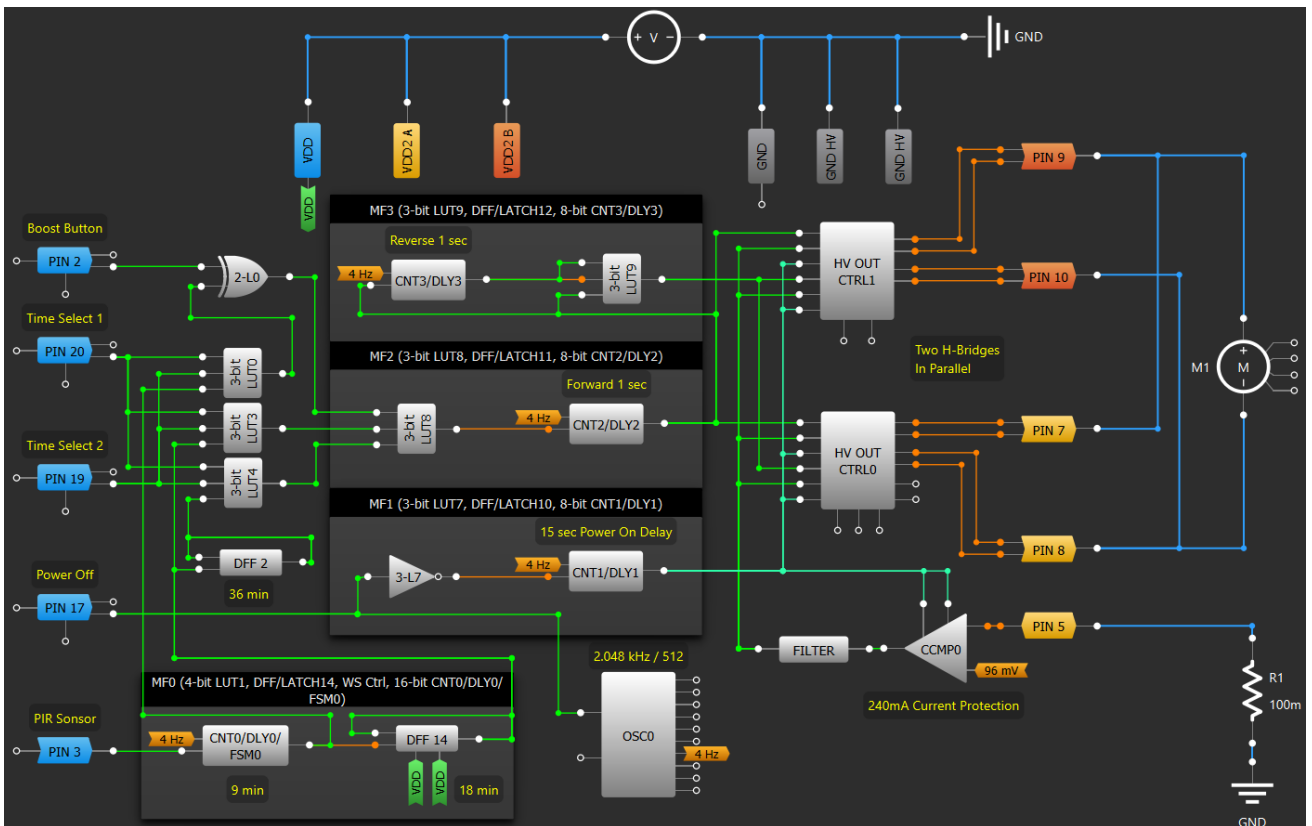 + V −
GND
VDD
VDD2 A
VDD2 B
GND
GND HV
GND HV
VDD
PIN 9
MF3 (3-bit LUT9, DFF/LATCH12, 8-bit CNT3/DLY3)
Boost Button
Reverse 1 sec
PIN 2
2-L0
4 Hz
CNT3/DLY3
3-bit
LUT9
HV OUT
CTRL1
PIN 10
Time Select 1
PIN 20
3-bit
LUT0
MF2 (3-bit LUT8, DFF/LATCH11, 8-bit CNT2/DLY2)
Two H-Bridges
In Parallel
M1
+
M
−
Forward 1 sec
3-bit
LUT3
3-bit
LUT8
4 Hz
CNT2/DLY2
PIN 7
Time Select 2
PIN 19
3-bit
LUT4
HV OUT
CTRL0
MF1 (3-bit LUT7, DFF/LATCH10, 8-bit CNT1/DLY1)
15 sec Power On Delay
DFF 2
PIN 8
36 min
Power Off
3-L7
4 Hz
CNT1/DLY1
PIN 17
PIN 5
FILTER
CCMP0
96 mV
2.048 kHz / 512
MF0 (4-bit LUT1, DFF/LATCH14, WS Ctrl, 16-bit CNT0/DLY0/
FSM0)
240mA Current Protection
R1
100m
PIR Sensor
PIN 3
4 Hz
CNT0/DLY0/
FSM0
DFF 14
OSC0
4 Hz
9 min
VDD
VDD
18 min
GND